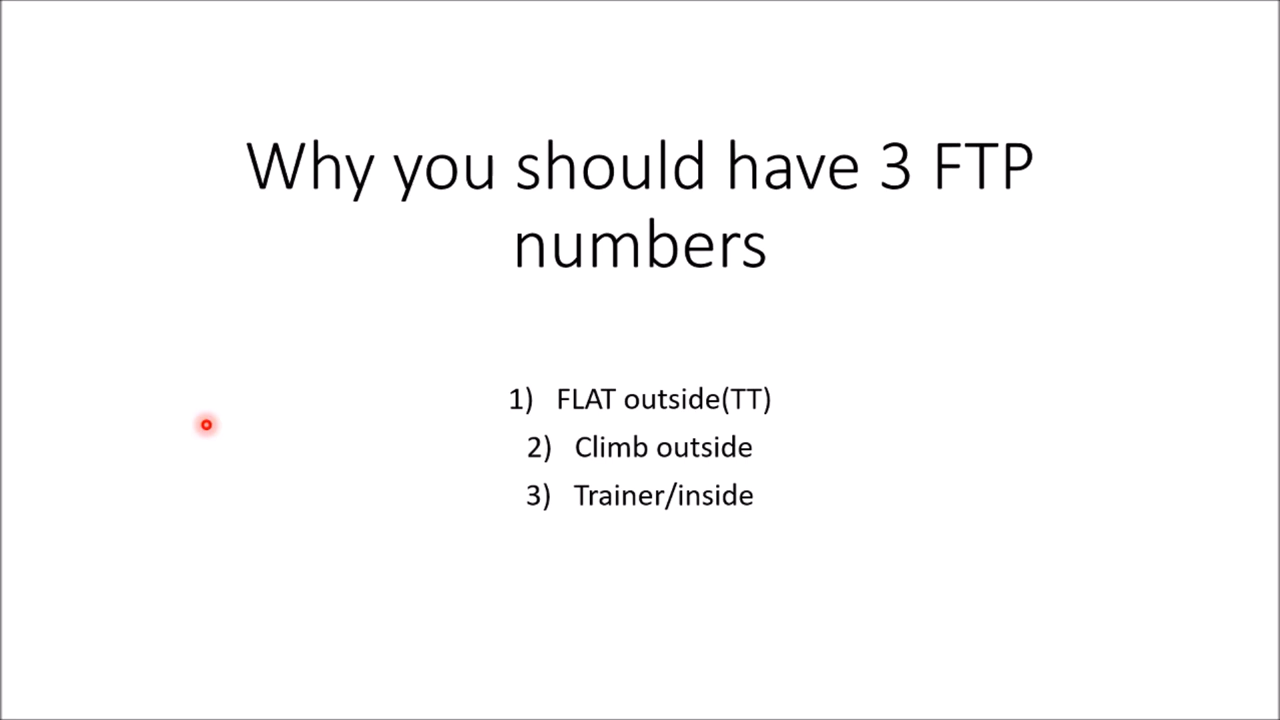 Why you should have 3 FTP
numbers
1) FLAT outside(TT)
2) Climb outside
3) Trainer/inside